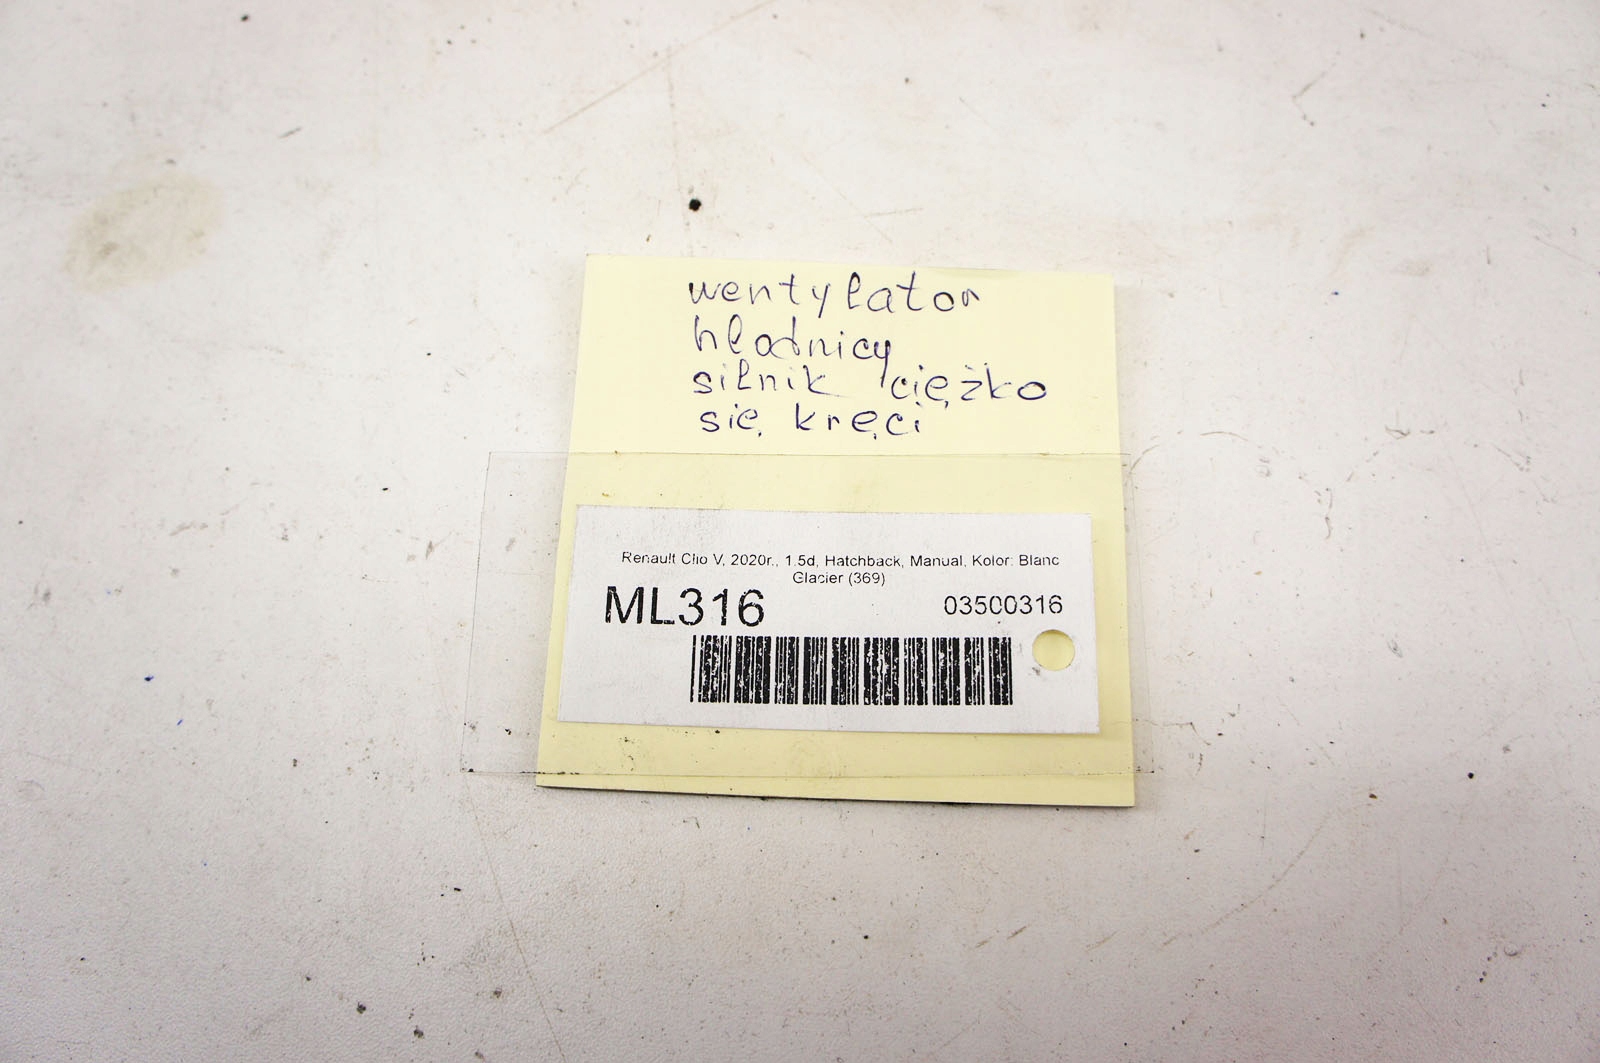 wentylator
hłodnicy
silnik ciężko
się kręci
Renault Clio V, 2020r., 1.5d, Hatchback, Manual, Kolor: Blanc
Glacier (369)
ML316 03500316